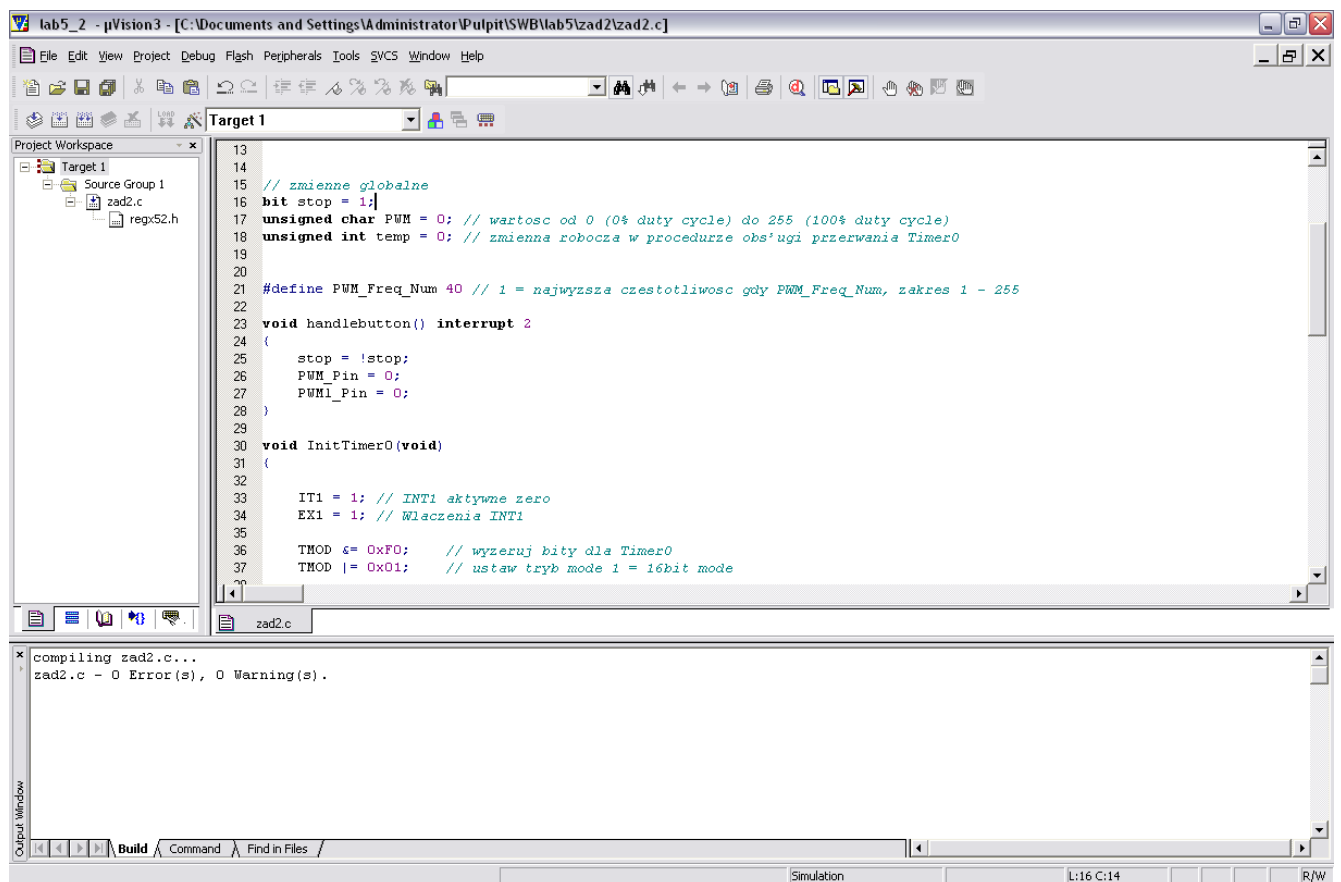 lab5_2 - µVision3 - [C:\Documents and Settings\Administrator\Pulpit\SWB\lab5\zad2\zad2.c]
File Edit View Project Debug Flash Peripherals Tools SVCS Window Help
Target 1
Project Workspace
Target 1
Source Group 1
zad2.c
regx52.h
13
14
15 // zmienne globalne
16 bit stop = 1;
17 unsigned char PWM = 0; // wartosc od 0 (0% duty cycle) do 255 (100% duty cycle)
18 unsigned int temp = 0; // zmienna robocza w procedurze obs³ugi przerwania Timer0
19
20
21 #define PWM_Freq_Num 40 // 1 = najwyzsza czestotliwosc gdy PWM_Freq_Num, zakres 1 - 255
22
23 void handlebutton() interrupt 2
24 {
25 stop = !stop;
26 PWM_Pin = 0;
27 PWM1_Pin = 0;
28 }
29
30 void InitTimer0(void)
31 {
32
33 IT1 = 1; // INT1 aktywne zero
34 EX1 = 1; // Wlaczenia INT1
35
36 TMOD &= 0xF0; // wyzeruj bity dla Timer0
37 TMOD |= 0x01; // ustaw tryb mode 1 = 16bit mode
zad2.c
compiling zad2.c...
zad2.c - 0 Error(s), 0 Warning(s).
Output Window
Build Command Find in Files
Simulation L:16 C:14 R/W